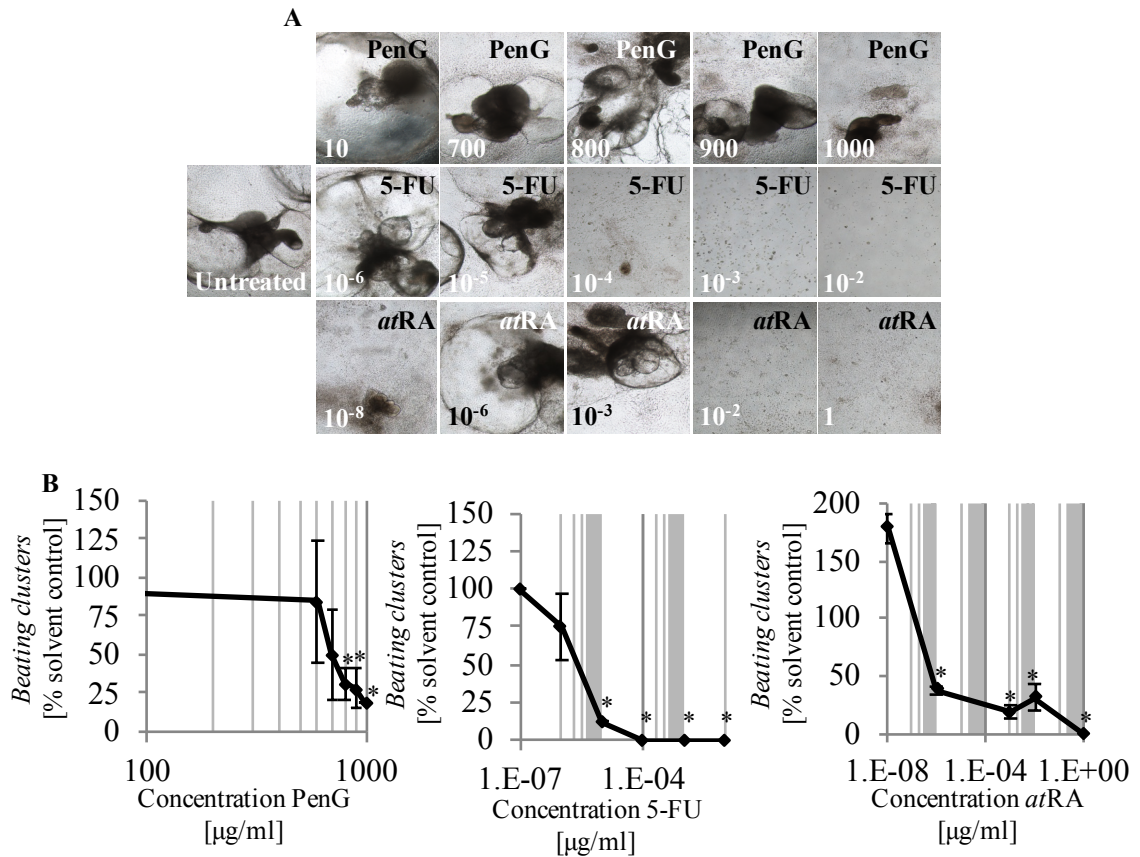 A
PenG PenG PenG PenG PenG
10 700 800 900 1000
5-FU 5-FU 5-FU 5-FU 5-FU
Untreated 10⁻⁶ 10⁻⁵ 10⁻⁴ 10⁻³ 10⁻²
atRA atRA atRA atRA atRA
10⁻⁸ 10⁻⁶ 10⁻³ 10⁻² 1
B
Beating clusters
[% solvent control]
150
125
100
75
50
25
0
* * *
100 1000
Concentration PenG
[µg/ml]
Beating clusters
[% solvent control]
150
125
100
75
50
25
0
* * * *
1.E-07 1.E-04
Concentration 5-FU
[µg/ml]
Beating clusters
[% solvent control]
200
150
100
50
0
* * * *
1.E-08 1.E-04 1.E+00
Concentration atRA
[µg/ml]